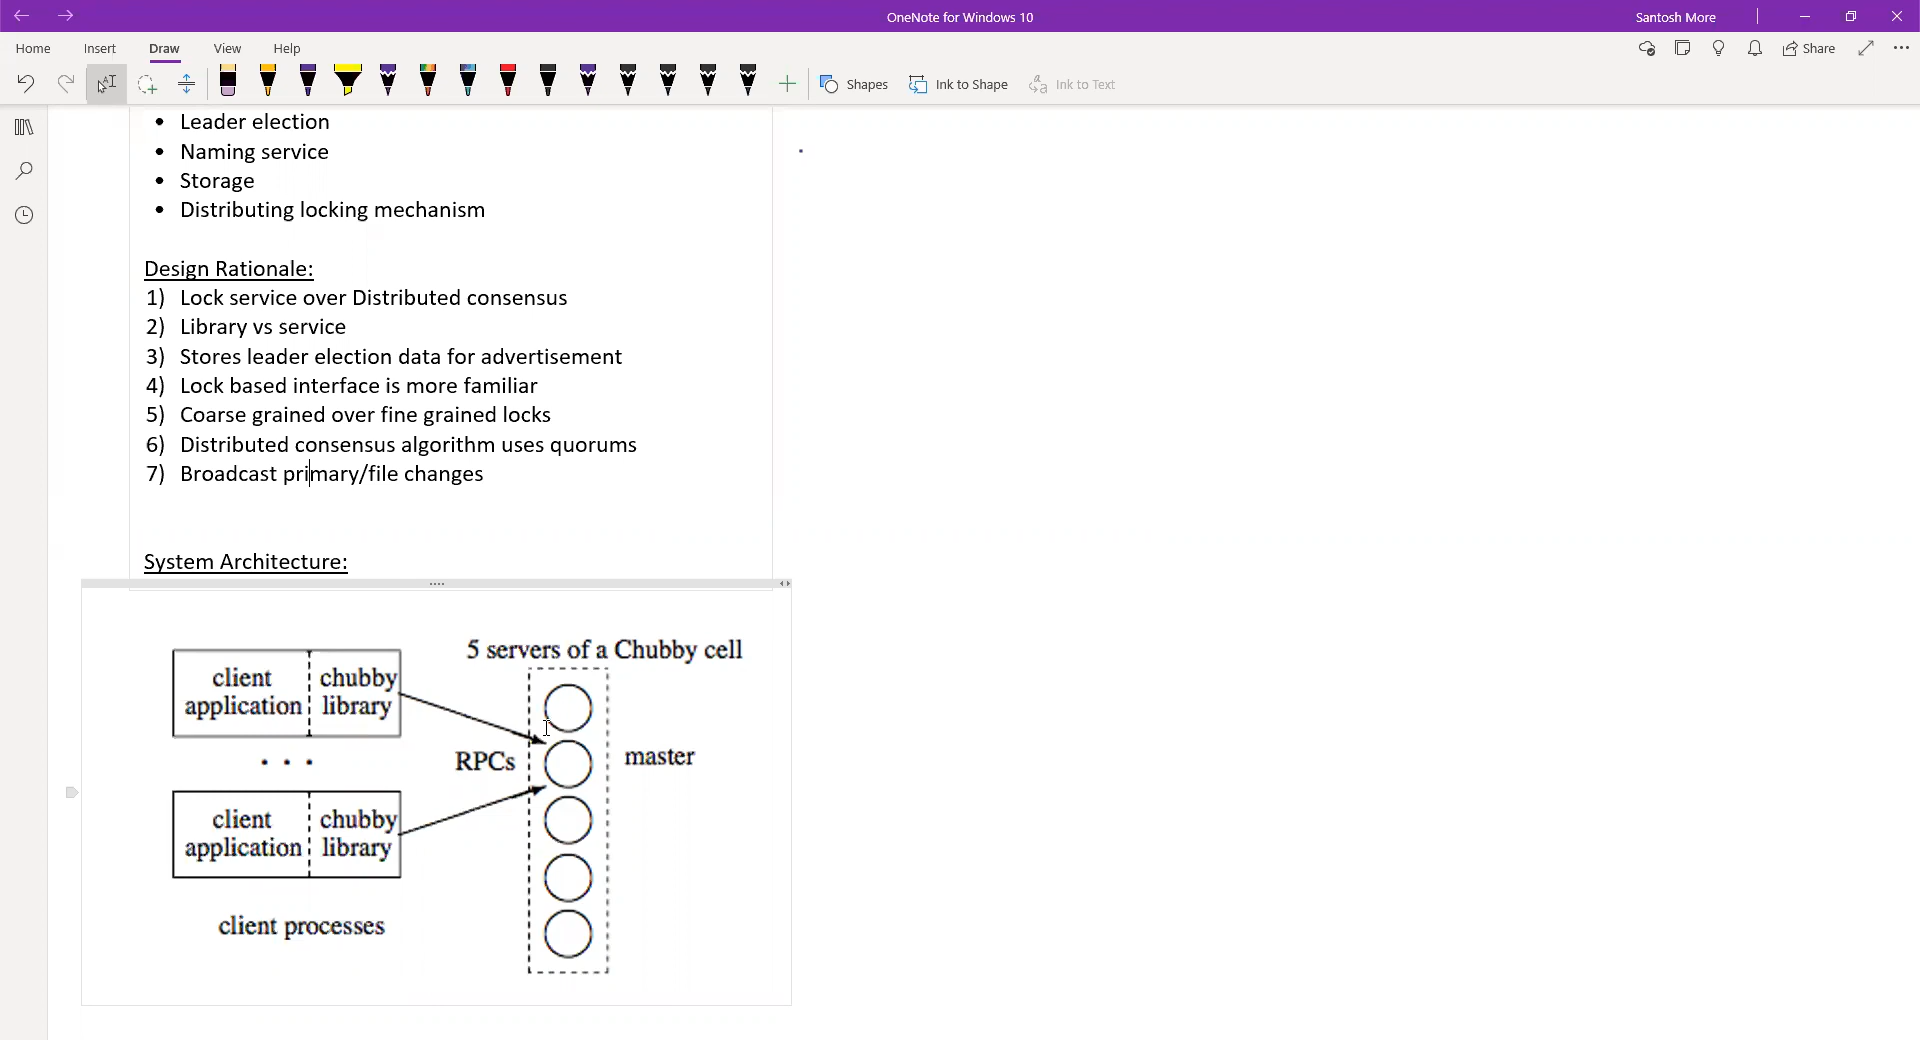 OneNote for Windows 10
Santosh More
Home Insert Draw View Help
Share
Shapes
Ink to Shape
Ink to Text
• Leader election
• Naming service
• Storage
• Distributing locking mechanism
Design Rationale:
1) Lock service over Distributed consensus
2) Library vs service
3) Stores leader election data for advertisement
4) Lock based interface is more familiar
5) Coarse grained over fine grained locks
6) Distributed consensus algorithm uses quorums
7) Broadcast primary/file changes
System Architecture:
5 servers of a Chubby cell
client application
chubby library
RPCs
master
. . .
client application
chubby library
client processes